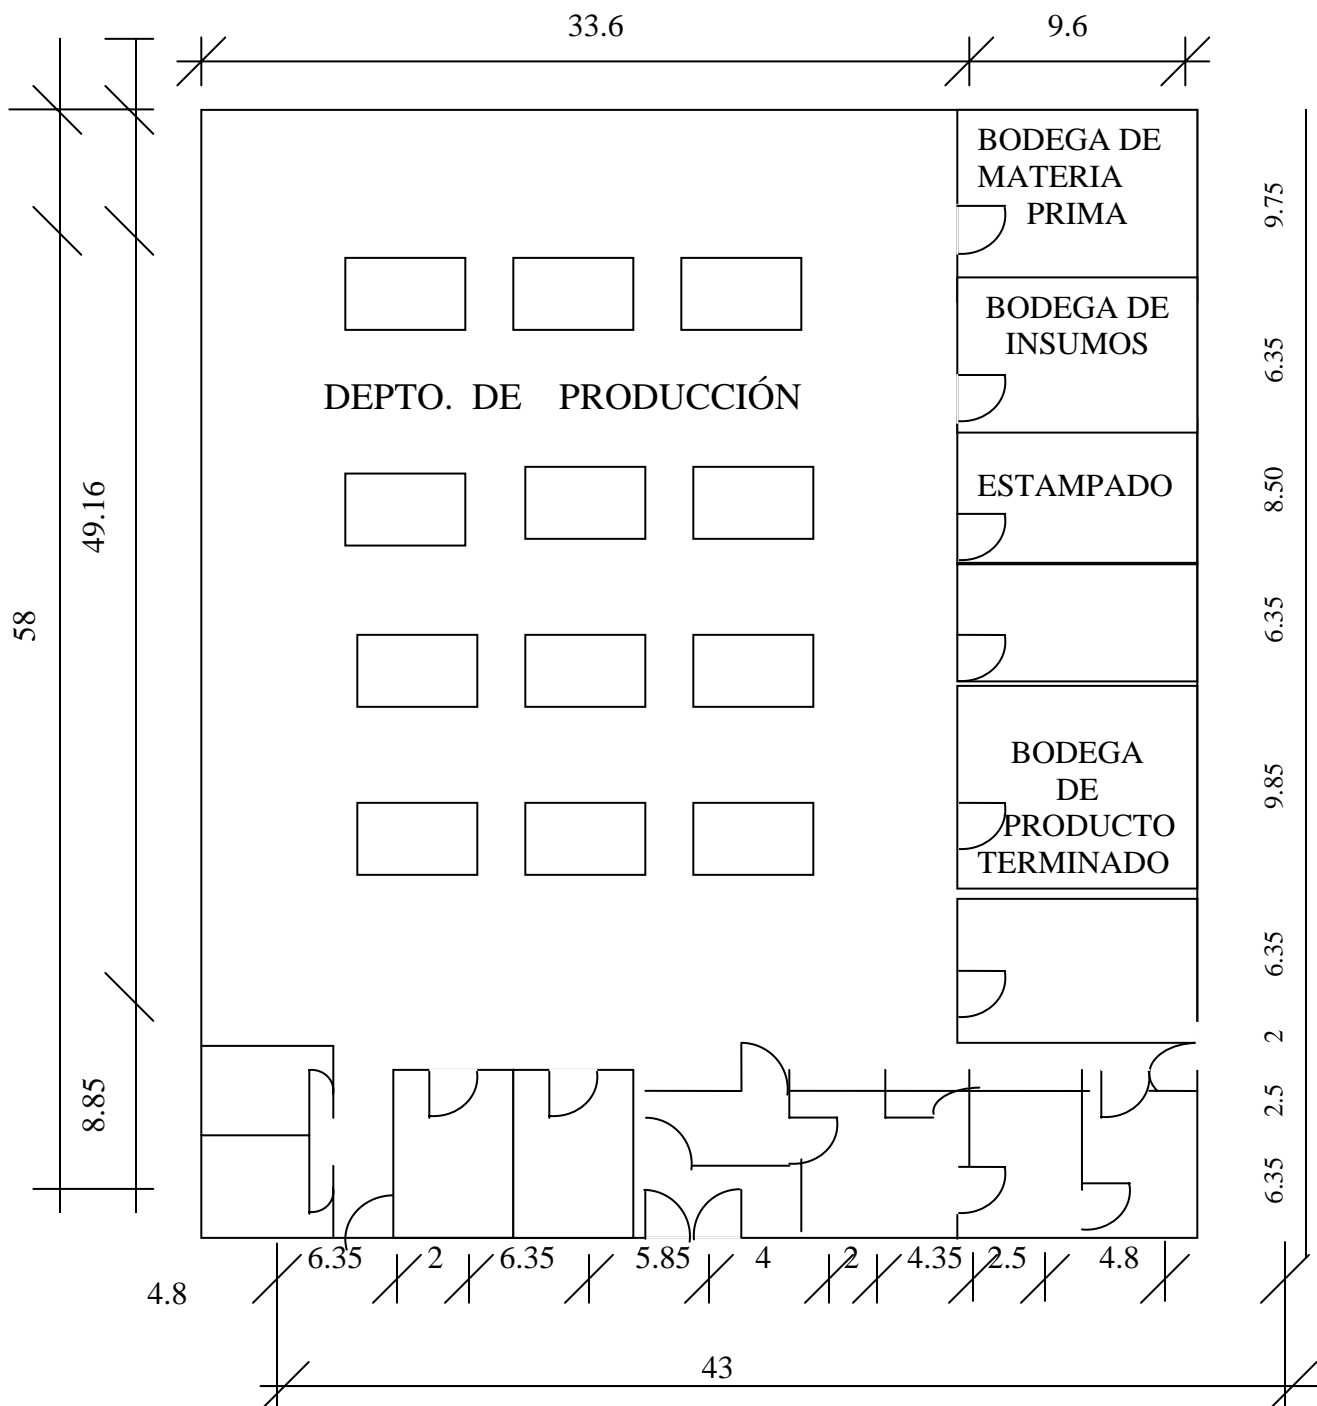 33.6
9.6
BODEGA DE
MATERIA
PRIMA
9.75
BODEGA DE
INSUMOS
6.35
DEPTO. DE PRODUCCIÓN
ESTAMPADO
8.50
49.16
58
6.35
BODEGA
DE
PRODUCTO
TERMINADO
9.85
6.35
2
8.85
2.5
6.35
6.35 2 6.35 5.85 4 2 4.35 2.5 4.8
4.8
43